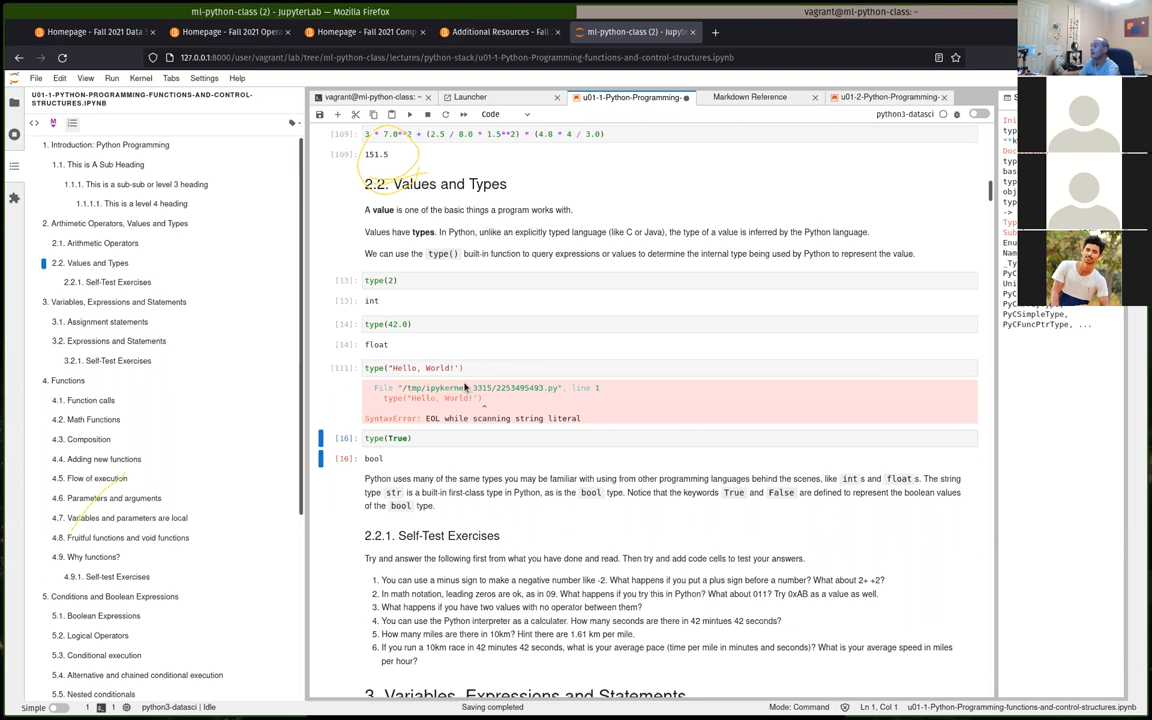 ml-python-class (2) - JupyterLab — Mozilla Firefox
vagrant@ml-python-class: ~
Homepage - Fall 2021 Data
Homepage - Fall 2021 Opera
Homepage - Fall 2021 Comp
Additional Resources - Fall
ml-python-class (2) - Jupyte
127.0.0.1:8000/user/vagrant/lab/tree/ml-python-class/lectures/python-stack/u01-1-Python-Programming-functions-and-control-structures.ipynb
File Edit View Run Kernel Tabs Settings Help
U01-1-PYTHON-PROGRAMMING-FUNCTIONS-AND-CONTROL-
STRUCTURES.IPYNB
1. Introduction: Python Programming
1.1. This is A Sub Heading
1.1.1. This is a sub-sub or level 3 heading
1.1.1.1. This is a level 4 heading
2. Arhitmetic Operators, Values and Types
2.1. Arithmetic Operators
2.2. Values and Types
2.2.1. Self-Test Exercises
3. Variables, Expressions and Statements
3.1. Assignment statements
3.2. Expressions and Statements
3.2.1. Self-Test Exercises
4. Functions
4.1. Function calls
4.2. Math Functions
4.3. Composition
4.4. Adding new functions
4.5. Flow of execution
4.6. Parameters and arguments
4.7. Variables and parameters are local
4.8. Fruitful functions and void functions
4.9. Why functions?
4.9.1. Self-test Exercises
5. Conditions and Boolean Expressions
5.1. Boolean Expressions
5.2. Logical Operators
5.3. Conditional execution
5.4. Alternative and chained conditional execution
5.5. Nested conditionals
vagrant@ml-python-class: ~
Launcher
u01-1-Python-Programming-
Markdown Reference
u01-2-Python-Programming-
Code
python3-datasci
[109]: 3 * 7.0**2 + (2.5 / 8.0 * 1.5**2) * (4.8 * 4 / 3.0)
[109]: 151.5
2.2. Values and Types
A value is one of the basic things a program works with.
Values have types. In Python, unlike an explicitly typed language (like C or Java), the type of a value is inferred by the Python language.
We can use the type() built-in function to query expressions or values to determine the internal type being used by Python to represent the value.
[13]: type(2)
[13]: int
[14]: type(42.0)
[14]: float
[111]: type("Hello, World!')
File "/tmp/ipykernel_3315/2253495493.py", line 1
type("Hello, World!')
^
SyntaxError: EOL while scanning string literal
[16]: type(True)
[16]: bool
Python uses many of the same types you may be familiar with using from other programming languages behind the scenes, like int s and float s. The string
type str is a built-in first-class type in Python, as is the bool type. Notice that the keywords True and False are defined to represent the boolean values
of the bool type.
2.2.1. Self-Test Exercises
Try and answer the following first from what you have done and read. Then try and add code cells to test your answers.
1. You can use a minus sign to make a negative number like -2. What happens if you put a plus sign before a number? What about 2+ +2?
2. In math notation, leading zeros are ok, as in 09. What happens if you try this in Python? What about 011? Try 0xAB as a value as well.
3. What happens if you have two values with no operator between them?
4. You can use the Python interpreter as a calculater. How many seconds are there in 42 mintues 42 seconds?
5. How many miles are there in 10km? Hint there are 1.61 km per mile.
6. If you run a 10km race in 42 minutes 42 seconds, what is your average pace (time per mile in minutes and seconds)? What is your average speed in miles
per hour?
3. Variables, Expressions and Statements
PyCSimpleType,
PyCFuncPtrType, ...
Simple
1
1
python3-datasci | Idle
Saving completed
Mode: Command
Ln 1, Col 1
u01-1-Python-Programming-functions-and-control-structures.ipynb